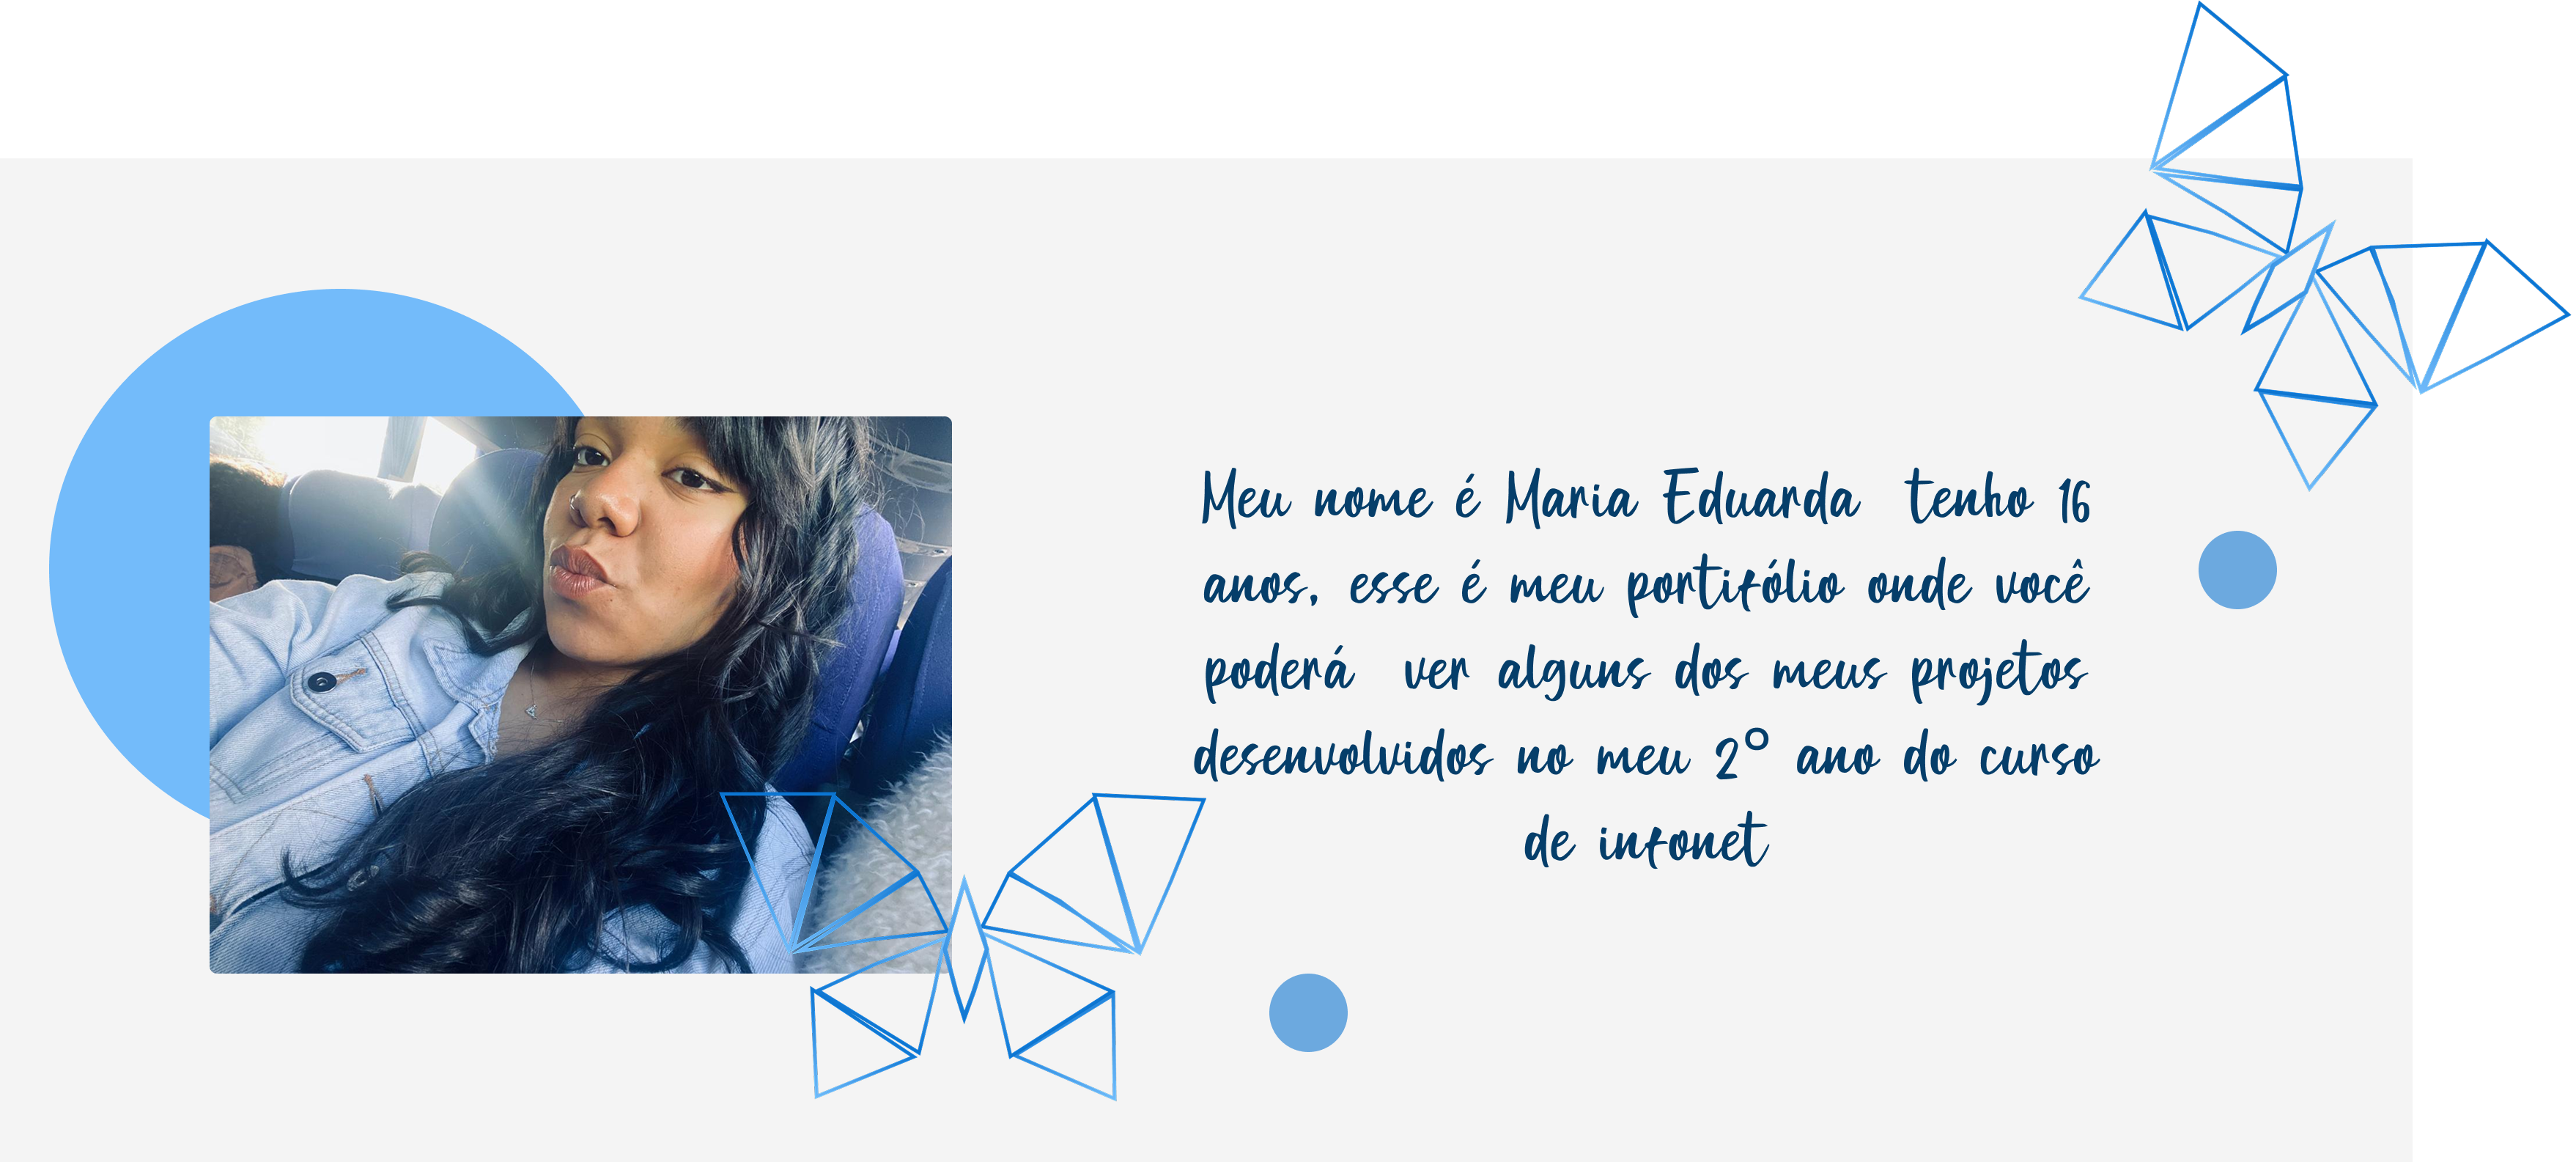 Meu nome é Maria Eduarda tenho 16
anos, esse é meu portifólio onde você
poderá ver alguns dos meus projetos
desenvolvidos no meu 2º ano do curso
de infonet